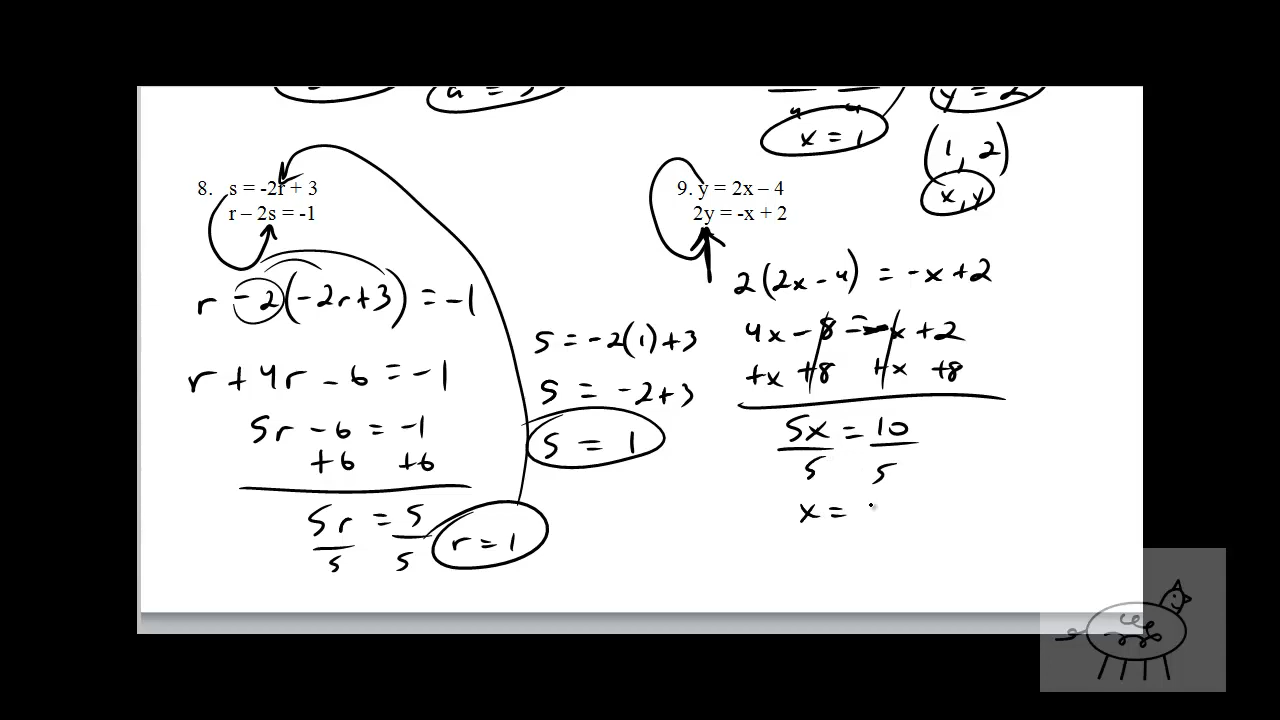 a = 3
x = 1
y = 2
(1, 2)
x, y
8. s = -2r + 3
r – 2s = -1
r - 2(-2r+3) = -1
r + 4r - 6 = -1
5r - 6 = -1
+6 +6
5r = 5
5 5
r = 1
s = -2(1)+3
s = -2+3
s = 1
9. y = 2x – 4
2y = -x + 2
2(2x - 4) = -x+2
4x - 8 = -x + 2
+x +8 +x +8
5x = 10
5 5
x =